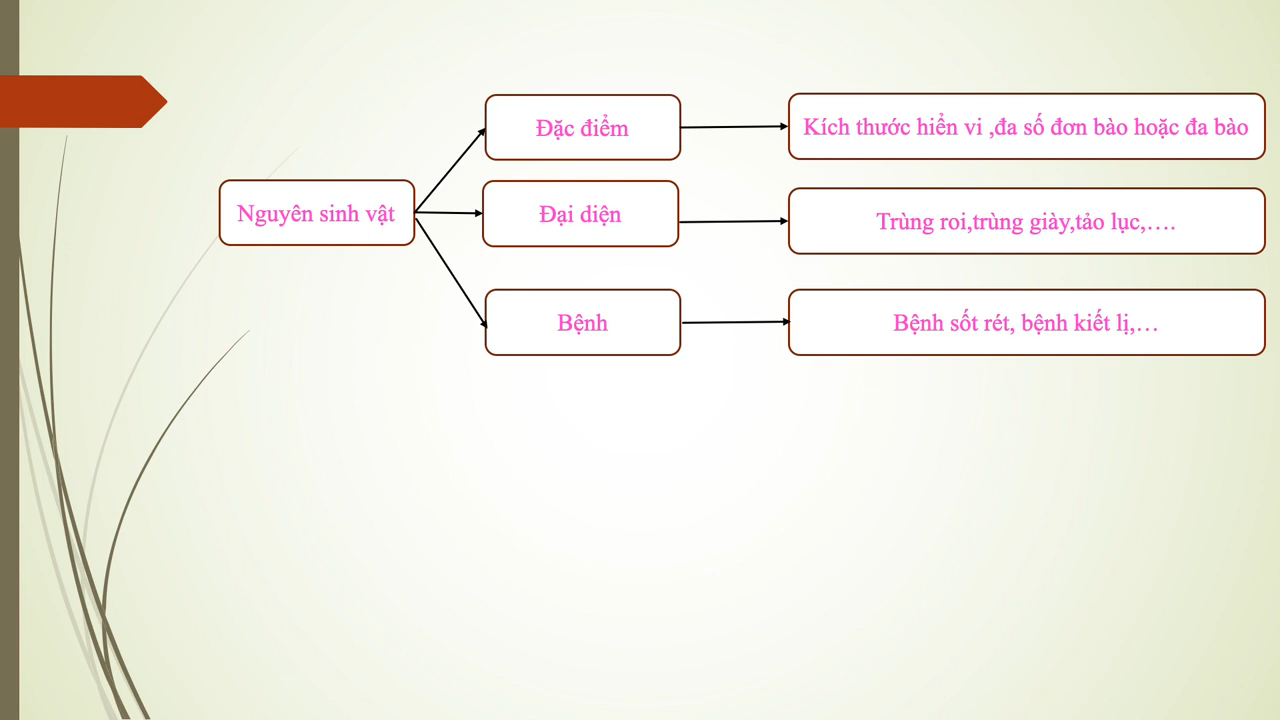 Đặc điểm
Kích thước hiển vi ,đa số đơn bào hoặc đa bào
Nguyên sinh vật
Đại diện
Trùng roi,trùng giày,tảo lục,….
Bệnh
Bệnh sốt rét, bệnh kiết lị,…